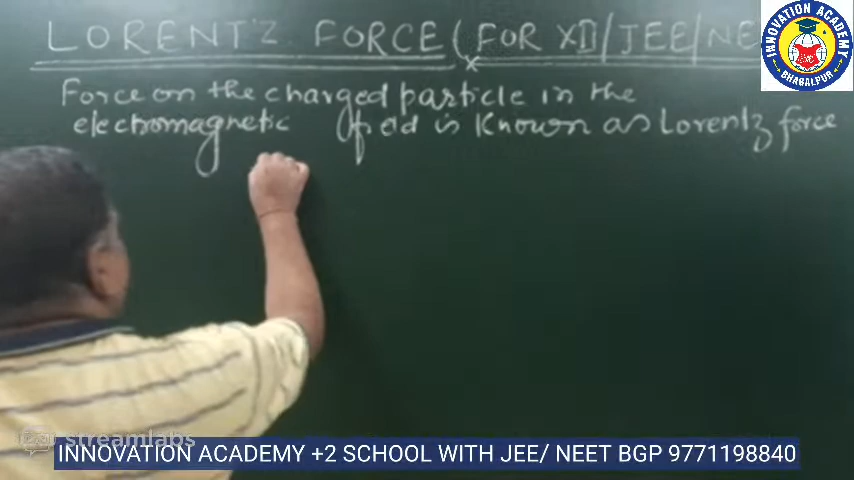 LORENT'Z FORCE (FOR XII/JEE/NE
Force on the charged particle in the
electromagnetic field is Known as Lorentz force
INNOVATION ACADEMY
BHAGALPUR
streamlabs
INNOVATION ACADEMY +2 SCHOOL WITH JEE/ NEET BGP 9771198840